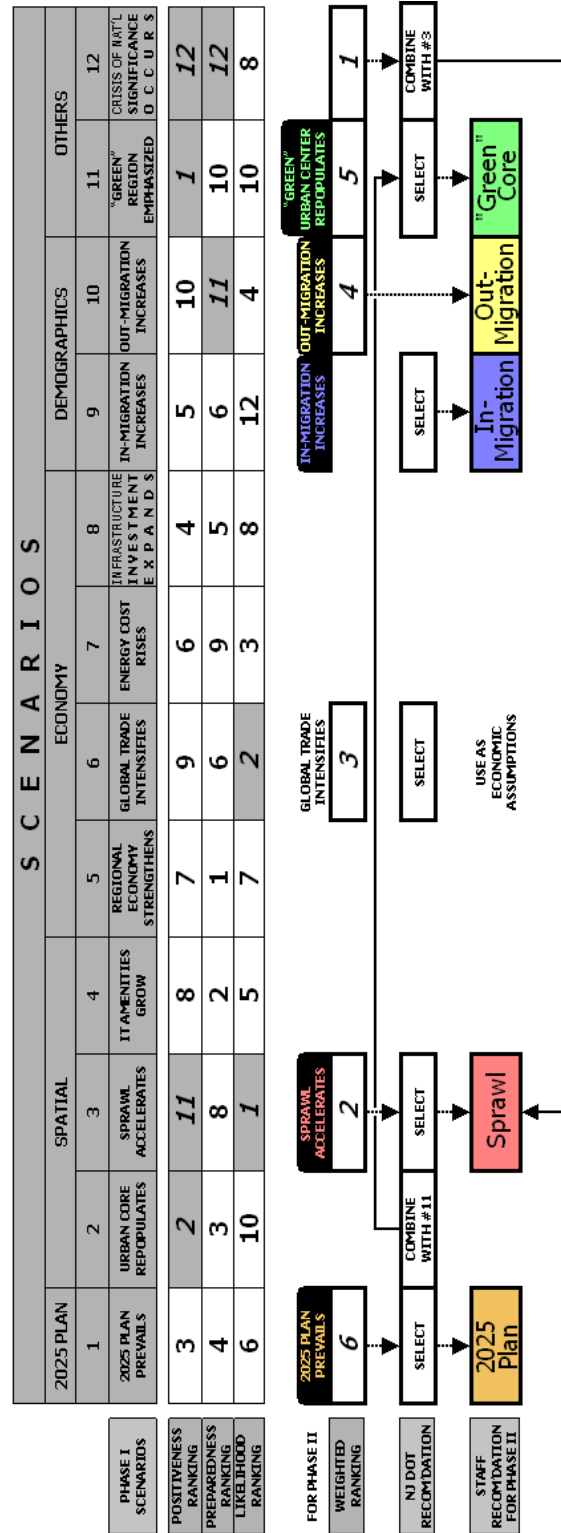 S C E N A R I O S
2025 PLAN SPATIAL ECONOMY DEMOGRAPHICS OTHERS
1 2 3 4 5 6 7 8 9 10 11 12
PHASE I
SCENARIOS
2025 PLAN
PREVAILS
URBAN CORE
REPOPULATES
SPRAWL
ACCELERATES
IT AMENITIES
GROW
REGIONAL
ECONOMY
STRENGTHENS
GLOBAL TRADE
INTENSIFIES
ENERGY COST
RISES
INFRASTRUCTURE
INVESTMENT
E X P A N D S
IN-MIGRATION
INCREASES
OUT-MIGRATION
INCREASES
"GREEN"
REGION
EMPHASIZED
CRISIS OF NAT'L
SIGNIFICANCE
O C C U R S
POSITIVENESS
RANKING
3 2 11 8 7 9 6 4 5 10 1 12
PREPAREDNESS
RANKING
4 3 8 2 1 6 9 5 6 11 10 12
LIKELIHOOD
RANKING
6 10 1 5 7 2 3 8 12 4 10 8
FOR PHASE II
2025 PLAN
PREVAILS
SPRAWL
ACCELERATES
GLOBAL TRADE
INTENSIFIES
IN-MIGRATION
INCREASES
OUT-MIGRATION
INCREASES
"GREEN"
URBAN CENTER
REPOPULATES
WEIGHTED
RANKING
6 2 3 4 5 1
NJ DOT
RECOM'DATION
SELECT
COMBINE
WITH #11
SELECT
SELECT
SELECT
SELECT
COMBINE
WITH #3
STAFF
RECOM'DATION
FOR PHASE II
2025
Plan
Sprawl
USE AS
ECONOMIC
ASSUMPTIONS
In-
Migration
Out-
Migration
"Green"
Core